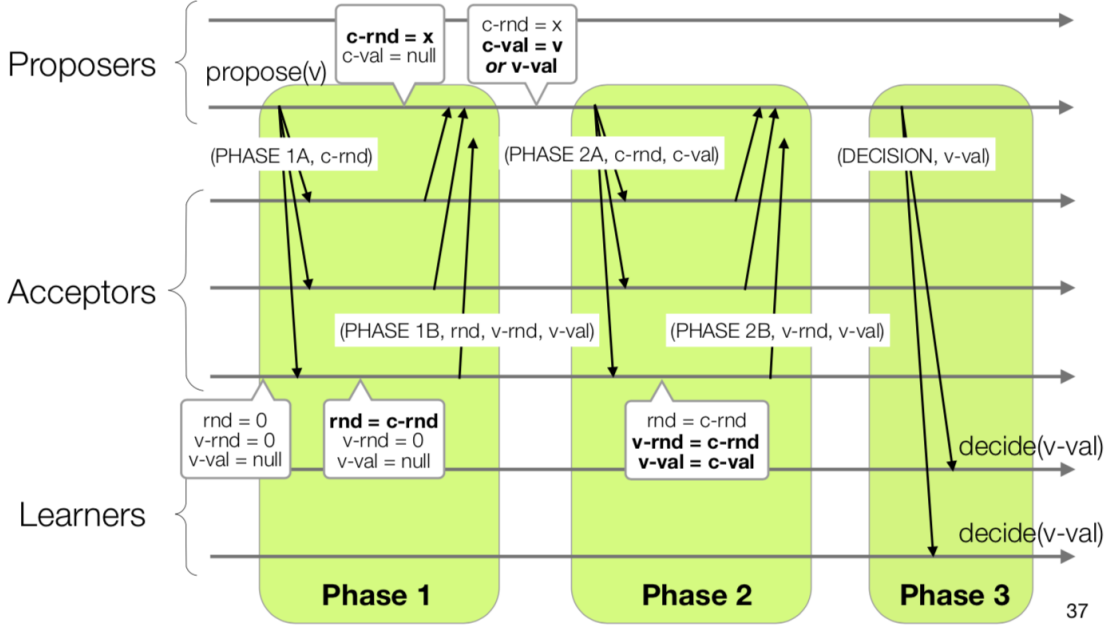 c-rnd = x
c-val = null
c-rnd = x
c-val = v
or v-val
Proposers
propose(v)
(PHASE 1A, c-rnd)
(PHASE 2A, c-rnd, c-val)
(DECISION, v-val)
Acceptors
(PHASE 1B, rnd, v-rnd, v-val)
(PHASE 2B, v-rnd, v-val)
rnd = 0
v-rnd = 0
v-val = null
rnd = c-rnd
v-rnd = 0
v-val = null
rnd = c-rnd
v-rnd = c-rnd
v-val = c-val
decide(v-val)
Learners
decide(v-val)
Phase 1
Phase 2
Phase 3
37